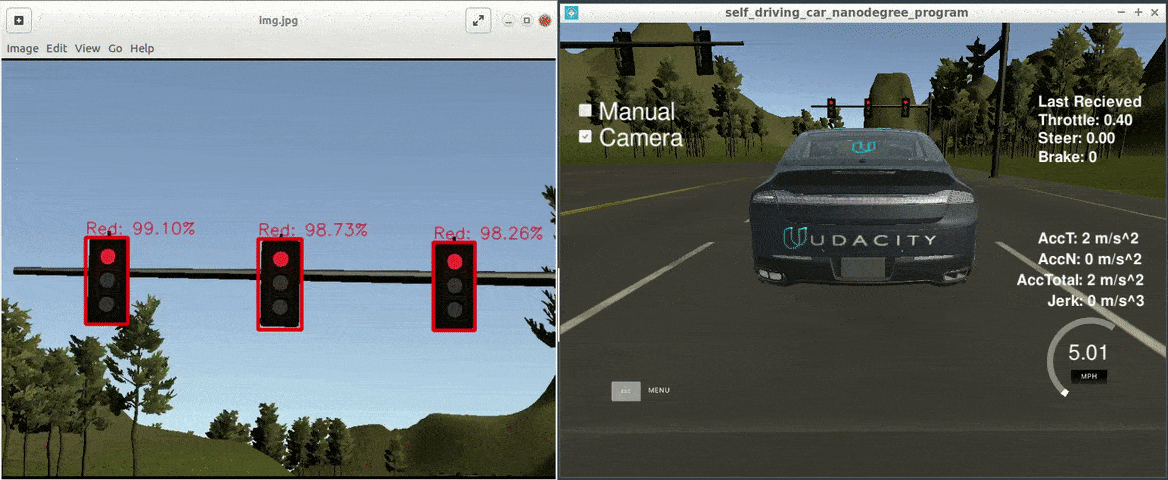 img.jpg
Image Edit View Go Help
Red: 99.10%
Red: 98.73%
Red: 98.26%
self_driving_car_nanodegree_program
Manual
Camera
Last Recieved
Throttle: 0.40
Steer: 0.00
Brake: 0
UDACITY
AccT: 2 m/s^2
AccN: 0 m/s^2
AccTotal: 2 m/s^2
Jerk: 0 m/s^3
5.01
MPH
MENU